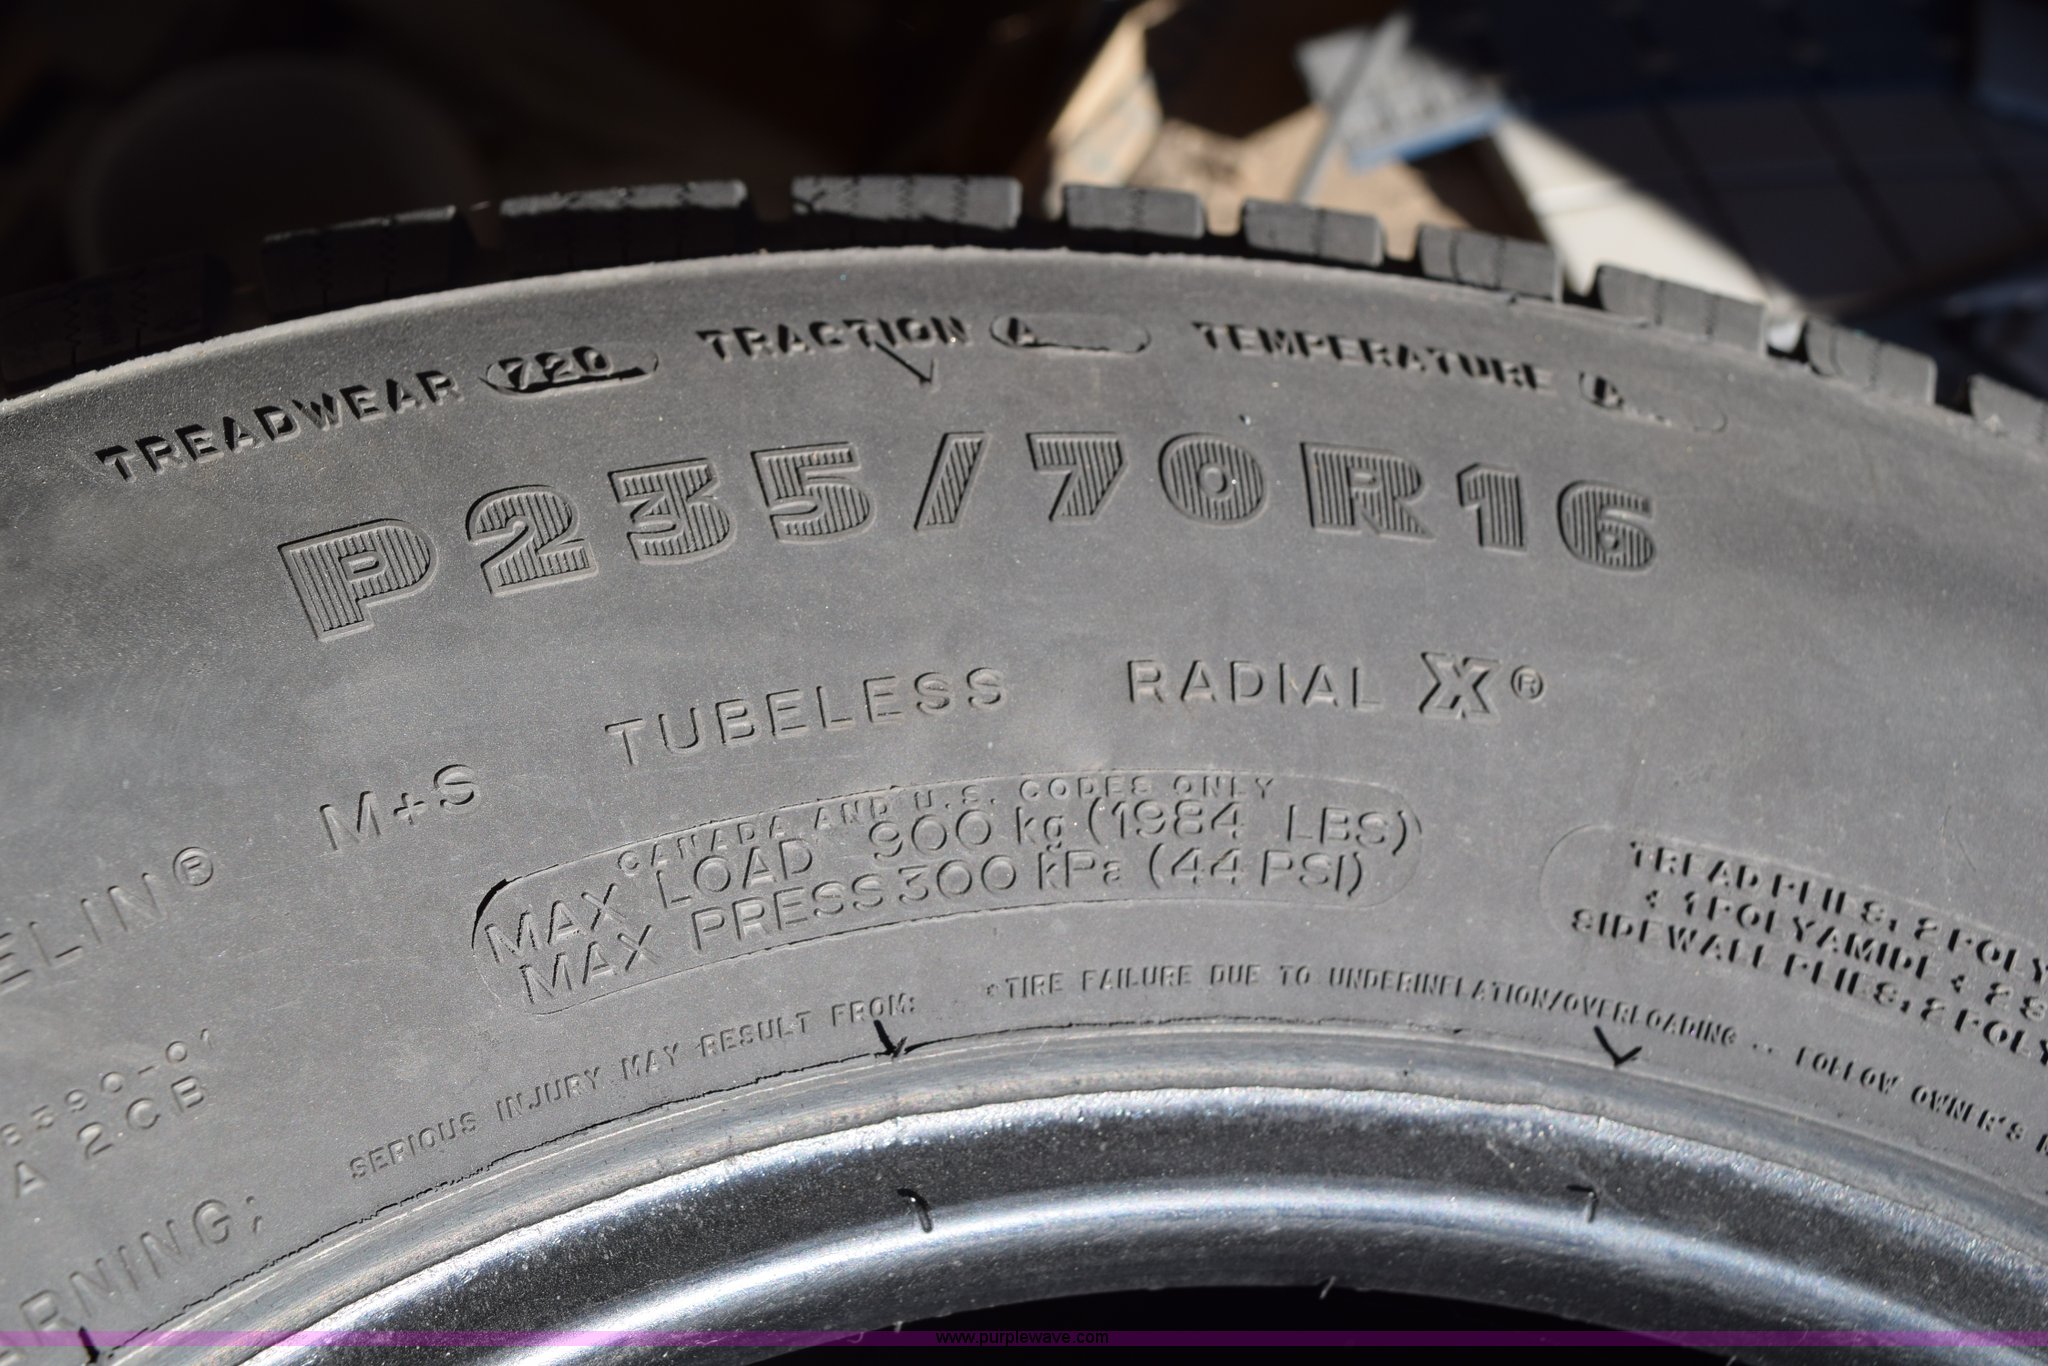 TREADWEAR 720 TRACTION A TEMPERATURE A
P235/70R16
TUBELESS RADIAL X®
M+S
ELIN®
CANADA AND U.S. CODES ONLY
MAX LOAD 900 kg (1984 LBS)
MAX PRESS 300 kPa (44 PSI)
TREAD PLIES: 2 POLY
+ 1 POLYAMIDE + 2 S
SIDEWALL PLIES: 2 POLY
SERIOUS INJURY MAY RESULT FROM: •TIRE FAILURE DUE TO UNDERINFLATION/OVERLOADING -- FOLLOW OWNER'S
8590-01
A 2CB
RNING:
www.purplewave.com